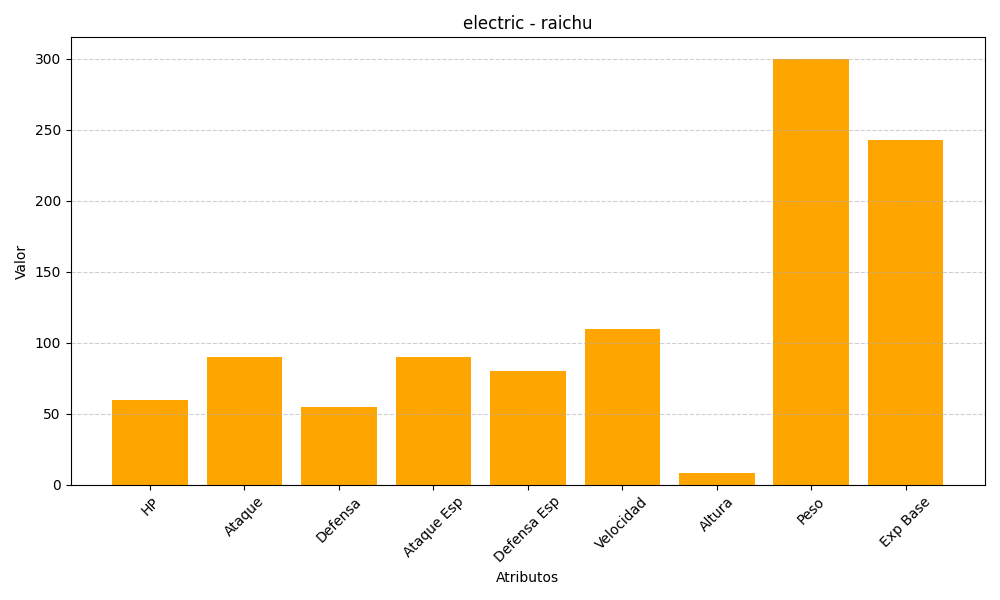 electric - raichu
300
250
200
150
100
50
0
Valor
HP
Ataque
Defensa
Ataque Esp
Defensa Esp
Velocidad
Altura
Peso
Exp Base
Atributos